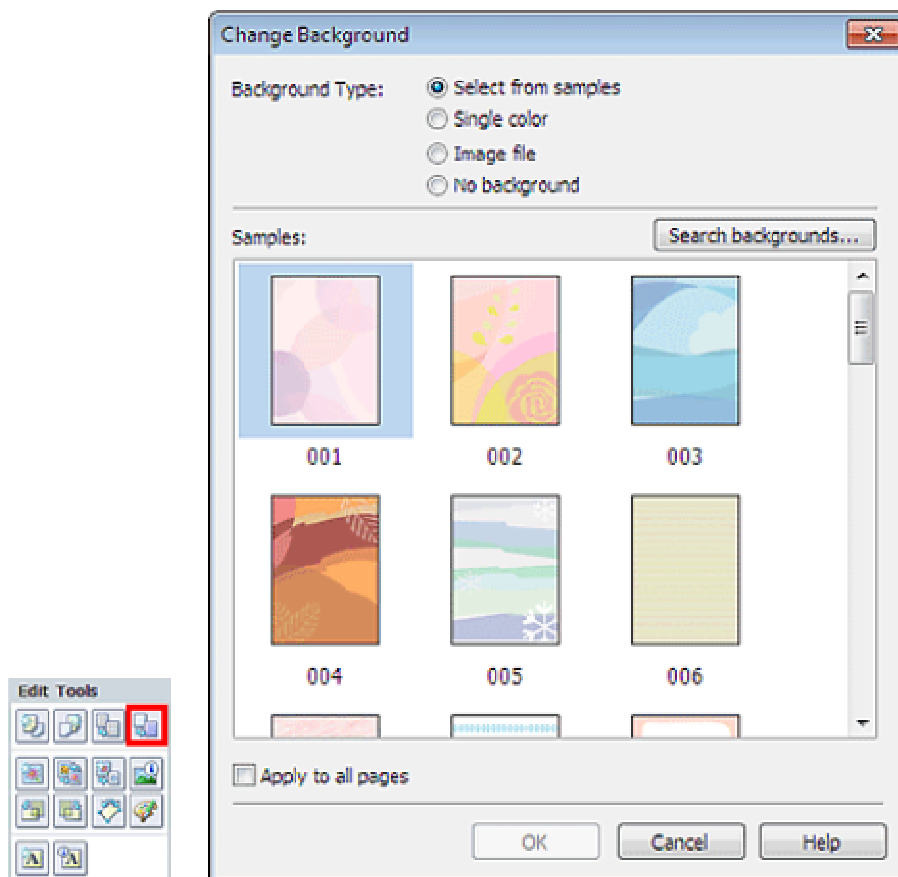 Change Background
Background Type:
Select from samples
Single color
Image file
No background
Samples:
Search backgrounds...
001 002 003
004 005 006
Apply to all pages
OK Cancel Help
Edit Tools
A A